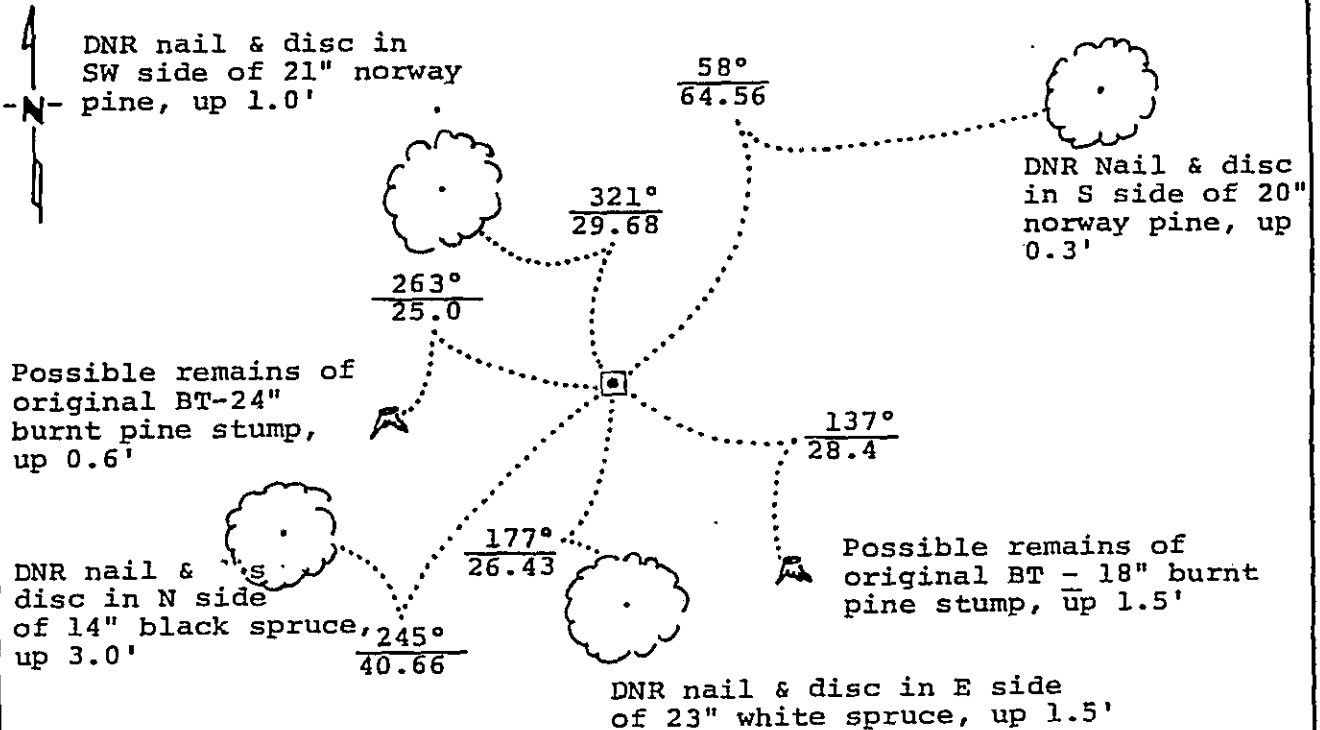 DNR nail & disc in
SW side of 21" norway
pine, up 1.0'
-N-
58°
64.56
DNR Nail & disc
in S side of 20"
norway pine, up
0.3'
321°
29.68
263°
25.0
Possible remains of
original BT-24"
burnt pine stump,
up 0.6'
137°
28.4
Possible remains of
original BT - 18" burnt
pine stump, up 1.5'
177°
26.43
DNR nail &
disc in N side
of 14" black spruce,
up 3.0'
245°
40.66
DNR nail & disc in E side
of 23" white spruce, up 1.5'